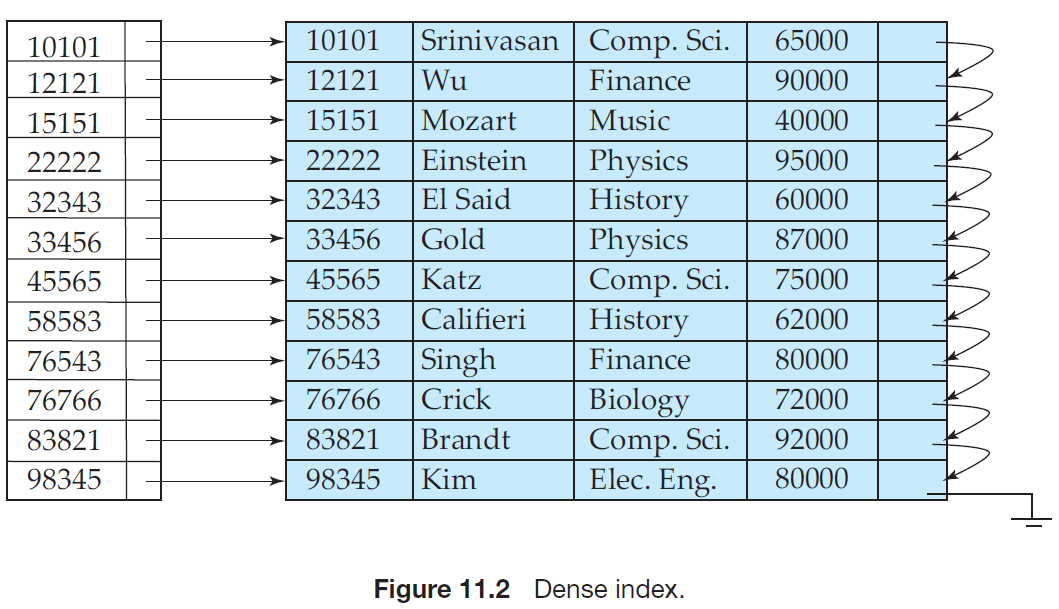 10101 10101 Srinivasan Comp. Sci. 65000
12121 12121 Wu Finance 90000
15151 15151 Mozart Music 40000
22222 22222 Einstein Physics 95000
32343 32343 El Said History 60000
33456 33456 Gold Physics 87000
45565 45565 Katz Comp. Sci. 75000
58583 58583 Califieri History 62000
76543 76543 Singh Finance 80000
76766 76766 Crick Biology 72000
83821 83821 Brandt Comp. Sci. 92000
98345 98345 Kim Elec. Eng. 80000
Figure 11.2 Dense index.